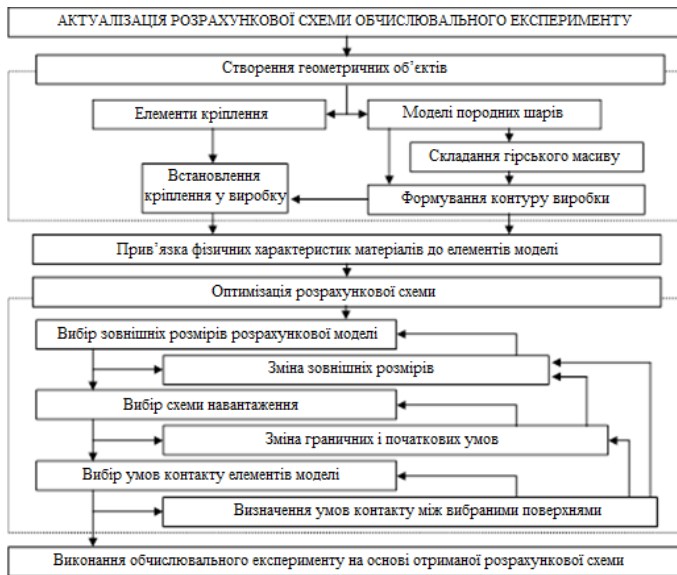 АКТУАЛІЗАЦІЯ РОЗРАХУНКОВОЇ СХЕМИ ОБЧИСЛЮВАЛЬНОГО ЕКСПЕРИМЕНТУ
Створення геометричних об’єктів
Елементи кріплення
Моделі породних шарів
Складання гірського масиву
Встановлення
кріплення у виробку
Формування контуру виробки
Прив’язка фізичних характеристик матеріалів до елементів моделі
Оптимізація розрахункової схеми
Вибір зовнішніх розмірів розрахункової моделі
Зміна зовнішніх розмірів
Вибір схеми навантаження
Зміна граничних і початкових умов
Вибір умов контакту елементів моделі
Визначення умов контакту між вибраними поверхнями
Виконання обчислювального експерименту на основі отриманої розрахункової схеми